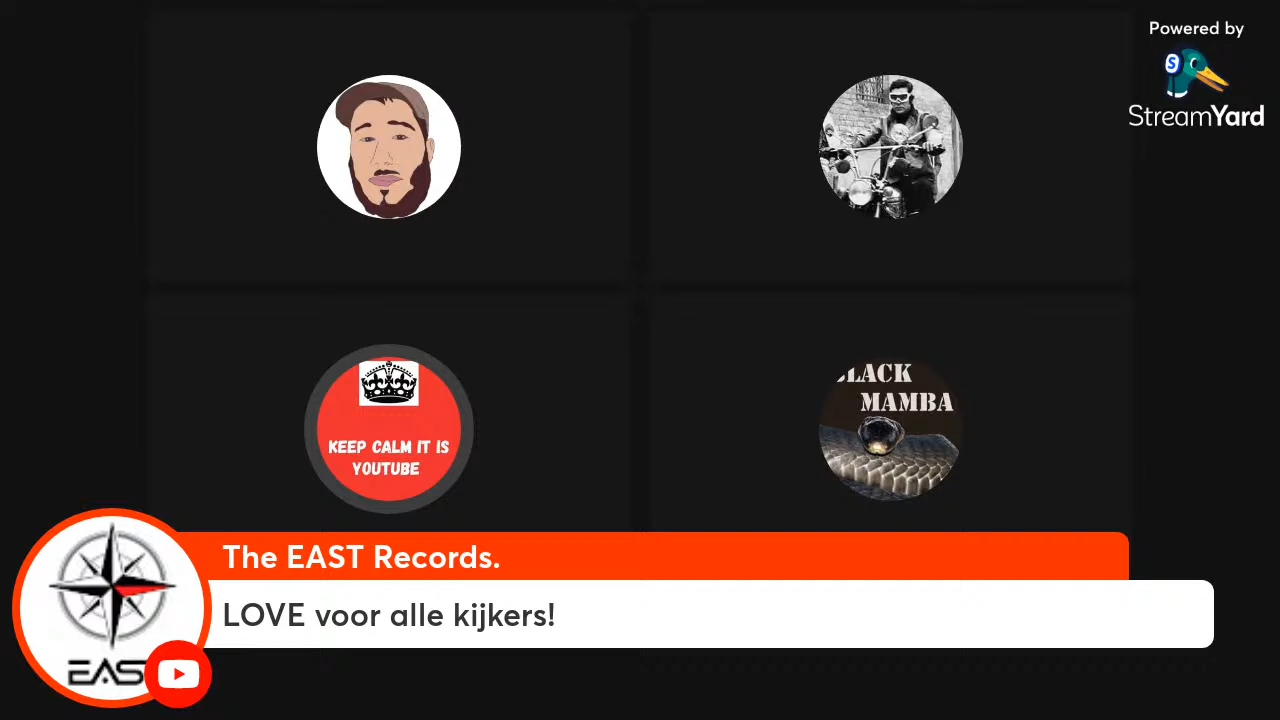 Powered by
S
StreamYard
KEEP CALM IT IS
YOUTUBE
BLACK
MAMBA
The EAST Records.
LOVE voor alle kijkers!
EAST